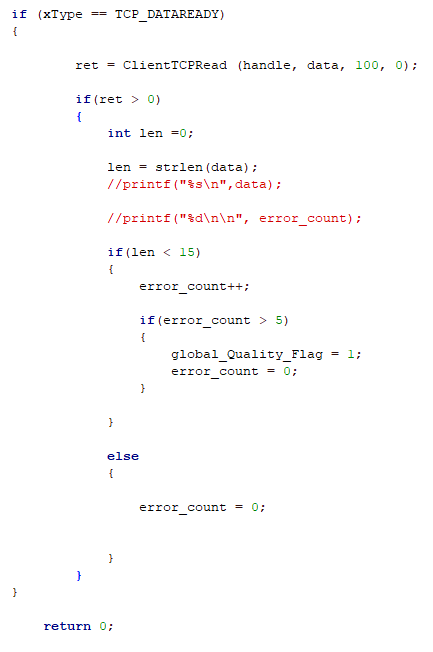 if (xType == TCP_DATAREADY)
{
ret = ClientTCPRead (handle, data, 100, 0);
if(ret > 0)
{
int len =0;
len = strlen(data);
//printf("%s\n",data);
//printf("%d\n\n", error_count);
if(len < 15)
{
error_count++;
if(error_count > 5)
{
global_Quality_Flag = 1;
error_count = 0;
}
}
else
{
error_count = 0;
}
}
}
return 0;